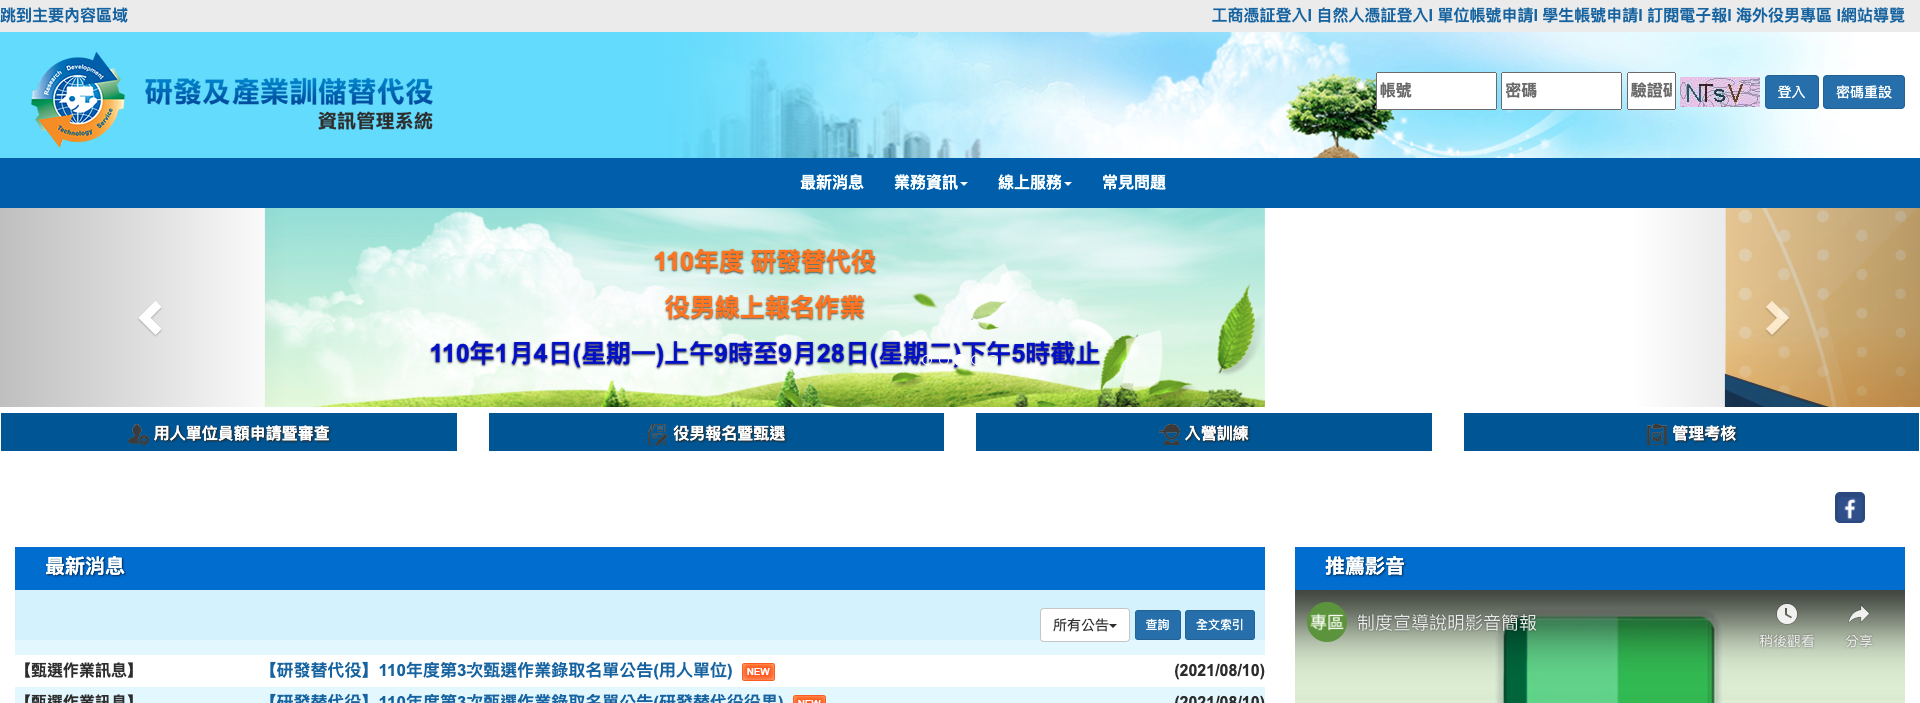 跳到主要內容區域
工商憑証登入| 自然人憑証登入| 單位帳號申請| 學生帳號申請| 訂閱電子報| 海外役男專區 |網站導覽
Research Development
Technology Service
研發及產業訓儲替代役
資訊管理系統
帳號 密碼 驗證 NTsV 登入 密碼重設
最新消息 業務資訊 線上服務 常見問題
110年度 研發替代役
役男線上報名作業
110年1月4日(星期一)上午9時至9月28日(星期二)下午5時截止
用人單位員額申請暨審查 役男報名暨甄選 入營訓練 管理考核
f
最新消息
推薦影音
所有公告 查詢 全文索引
專區 制度宣導說明影音簡報 稍後觀看 分享
【甄選作業訊息】 【研發替代役】110年度第3次甄選作業錄取名單公告(用人單位) NEW (2021/08/10)
【甄選作業訊息】 【研發替代役】110年度第3次甄選作業錄取名單公告(研發替代役役男) NEW (2021/08/10)